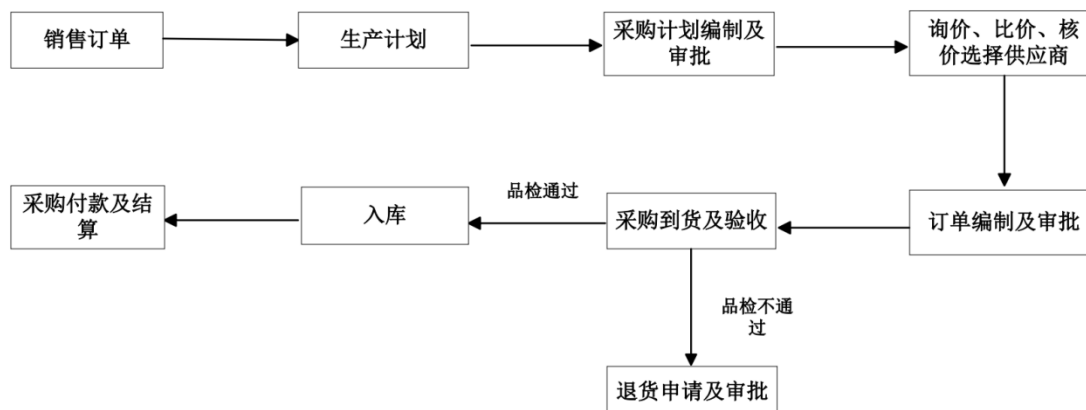 销售订单
生产计划
采购计划编制及
审批
询价、比价、核
价选择供应商
采购付款及结
算
入库
品检通过
采购到货及验收
订单编制及审批
品检不通
过
退货申请及审批